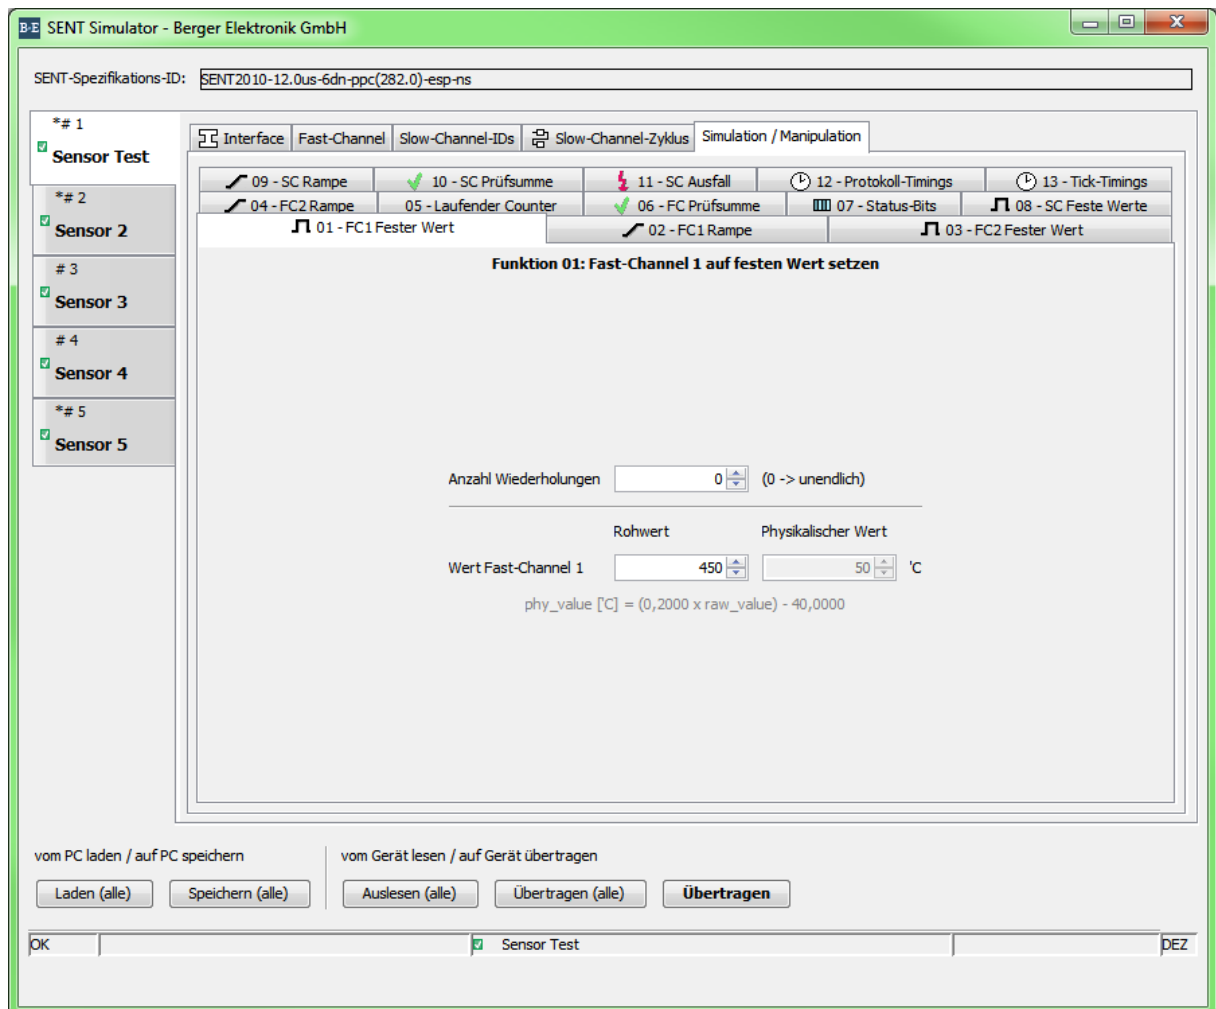 B-E SENT Simulator - Berger Elektronik GmbH
SENT-Spezifikations-ID: SENT2010-12.0us-6dn-ppc(282.0)-esp-ns
*# 1
Sensor Test
*# 2
Sensor 2
# 3
Sensor 3
# 4
Sensor 4
*# 5
Sensor 5
Interface Fast-Channel Slow-Channel-IDs Slow-Channel-Zyklus Simulation / Manipulation
09 - SC Rampe 10 - SC Prüfsumme 11 - SC Ausfall 12 - Protokoll-Timings 13 - Tick-Timings
04 - FC2 Rampe 05 - Laufender Counter 06 - FC Prüfsumme 07 - Status-Bits 08 - SC Feste Werte
01 - FC1 Fester Wert 02 - FC1 Rampe 03 - FC2 Fester Wert
Funktion 01: Fast-Channel 1 auf festen Wert setzen
Anzahl Wiederholungen 0 (0 -> unendlich)
Rohwert Physikalischer Wert
Wert Fast-Channel 1 450 50 'C
phy_value ['C] = (0,2000 x raw_value) - 40,0000
vom PC laden / auf PC speichern vom Gerät lesen / auf Gerät übertragen
Laden (alle) Speichern (alle) Auslesen (alle) Übertragen (alle) Übertragen
OK Sensor Test DEZ